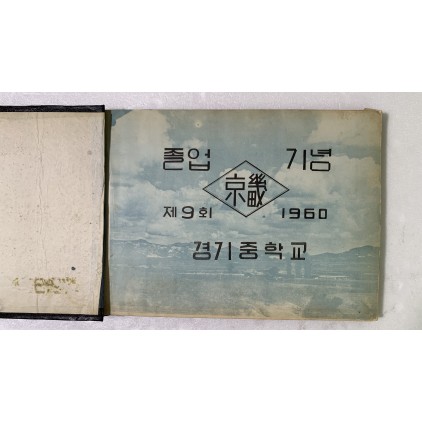 졸업 기념
京畿
제9회 1960
경기중학교